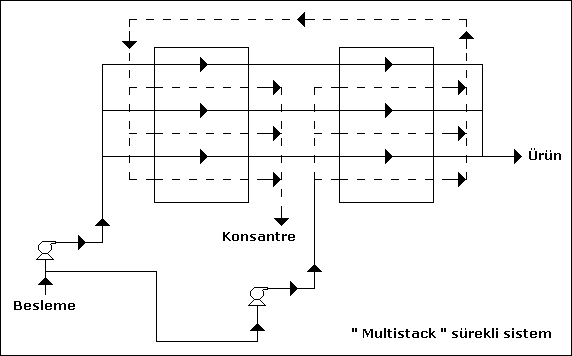 Ürün
Konsantre
Besleme
" Multistack " sürekli sistem